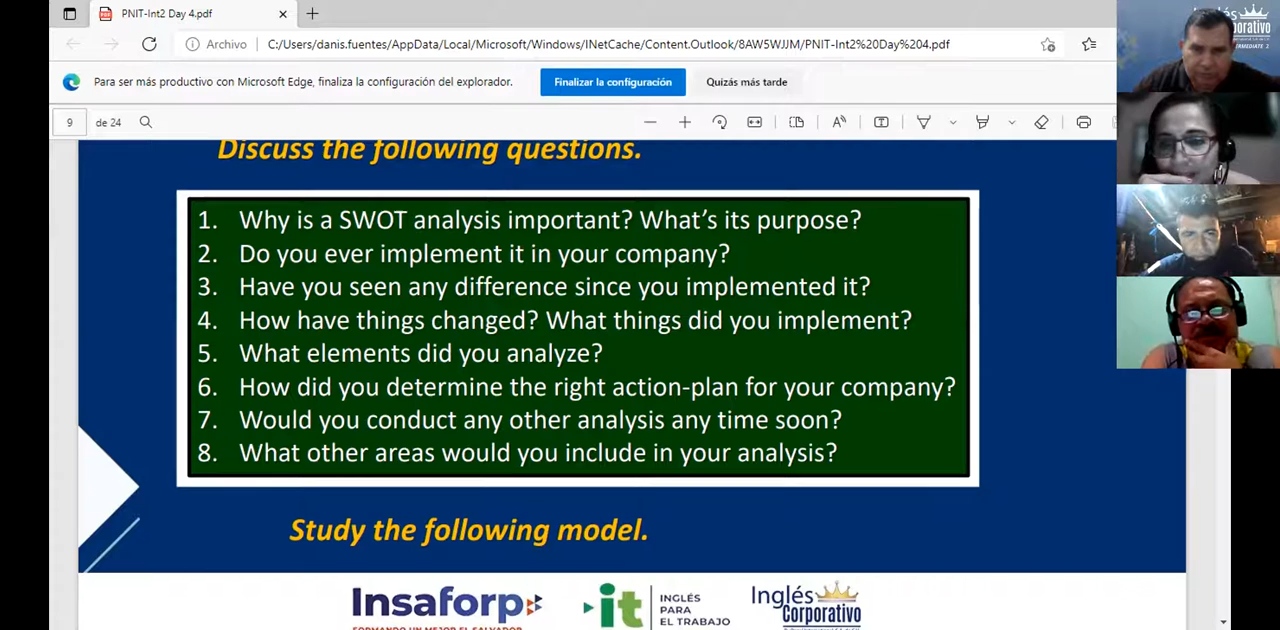 PNIT-Int2 Day 4.pdf
Archivo
C:/Users/danis.fuentes/AppData/Local/Microsoft/Windows/INetCache/Content.Outlook/8AW5WJJM/PNIT-Int2%20Day%204.pdf
Para ser más productivo con Microsoft Edge, finaliza la configuración del explorador.
Finalizar la configuración
Quizás más tarde
9 de 24
Discuss the following questions.
1. Why is a SWOT analysis important? What's its purpose?
2. Do you ever implement it in your company?
3. Have you seen any difference since you implemented it?
4. How have things changed? What things did you implement?
5. What elements did you analyze?
6. How did you determine the right action-plan for your company?
7. Would you conduct any other analysis any time soon?
8. What other areas would you include in your analysis?
Study the following model.
Insaforp
FORMANDO UN MEJOR EL SALVADOR
it
INGLÉS
PARA
EL TRABAJO
Inglés
Corporativo